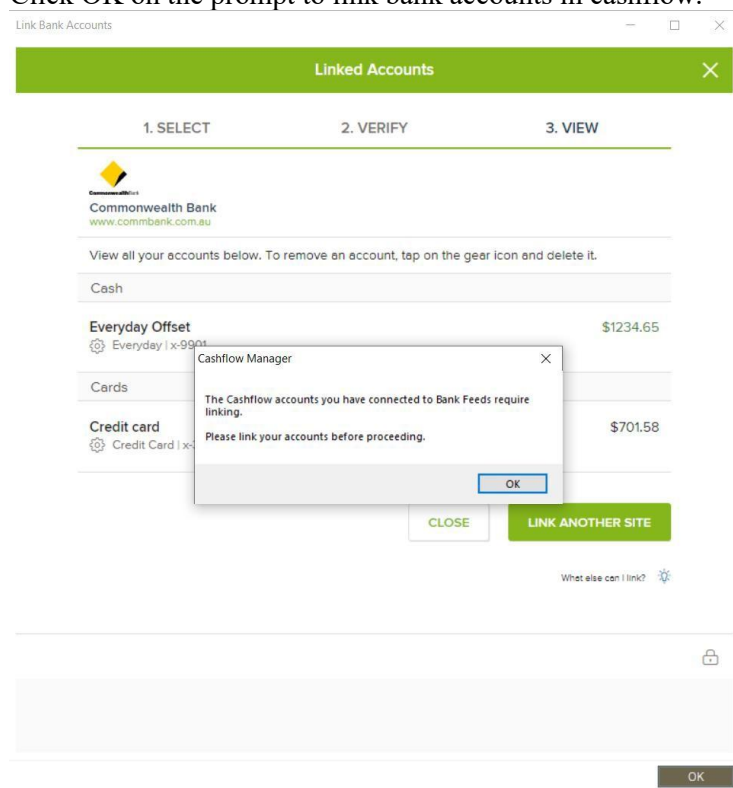 Click OK on the prompt to link bank accounts in cashflow.
Link Bank Accounts
Linked Accounts
1. SELECT
2. VERIFY
3. VIEW
CommonwealthBank
Commonwealth Bank
www.commbank.com.au
View all your accounts below. To remove an account, tap on the gear icon and delete it.
Cash
Everyday Offset
$1234.65
Everyday | x-9901
Cashflow Manager
The Cashflow accounts you have connected to Bank Feeds require
linking.
Please link your accounts before proceeding.
OK
Cards
Credit card
$701.58
Credit Card | x-
CLOSE
LINK ANOTHER SITE
What else can I link?
OK